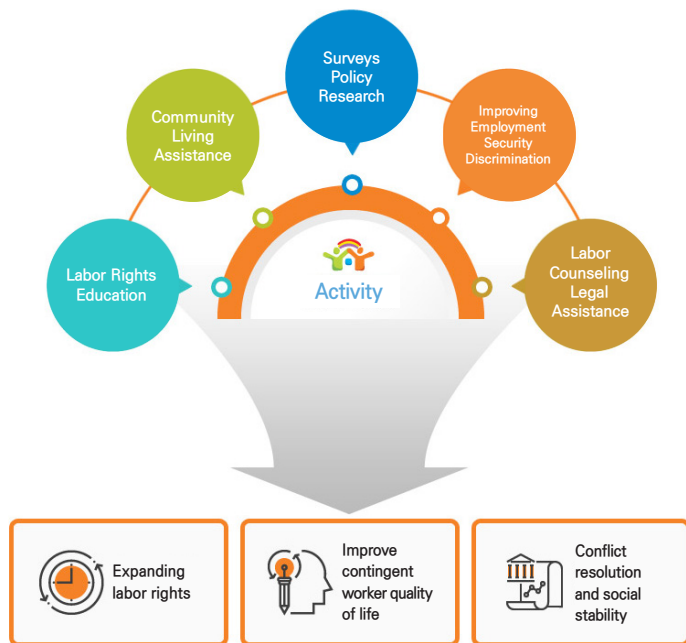 Surveys
Policy
Research
Community
Living
Assistance
Improving
Employment
Security
Discrimination
Labor Rights
Education
Labor
Counseling
Legal
Assistance
Activity
Expanding
labor rights
Improve
contingent
worker quality
of life
Conflict
resolution
and social
stability